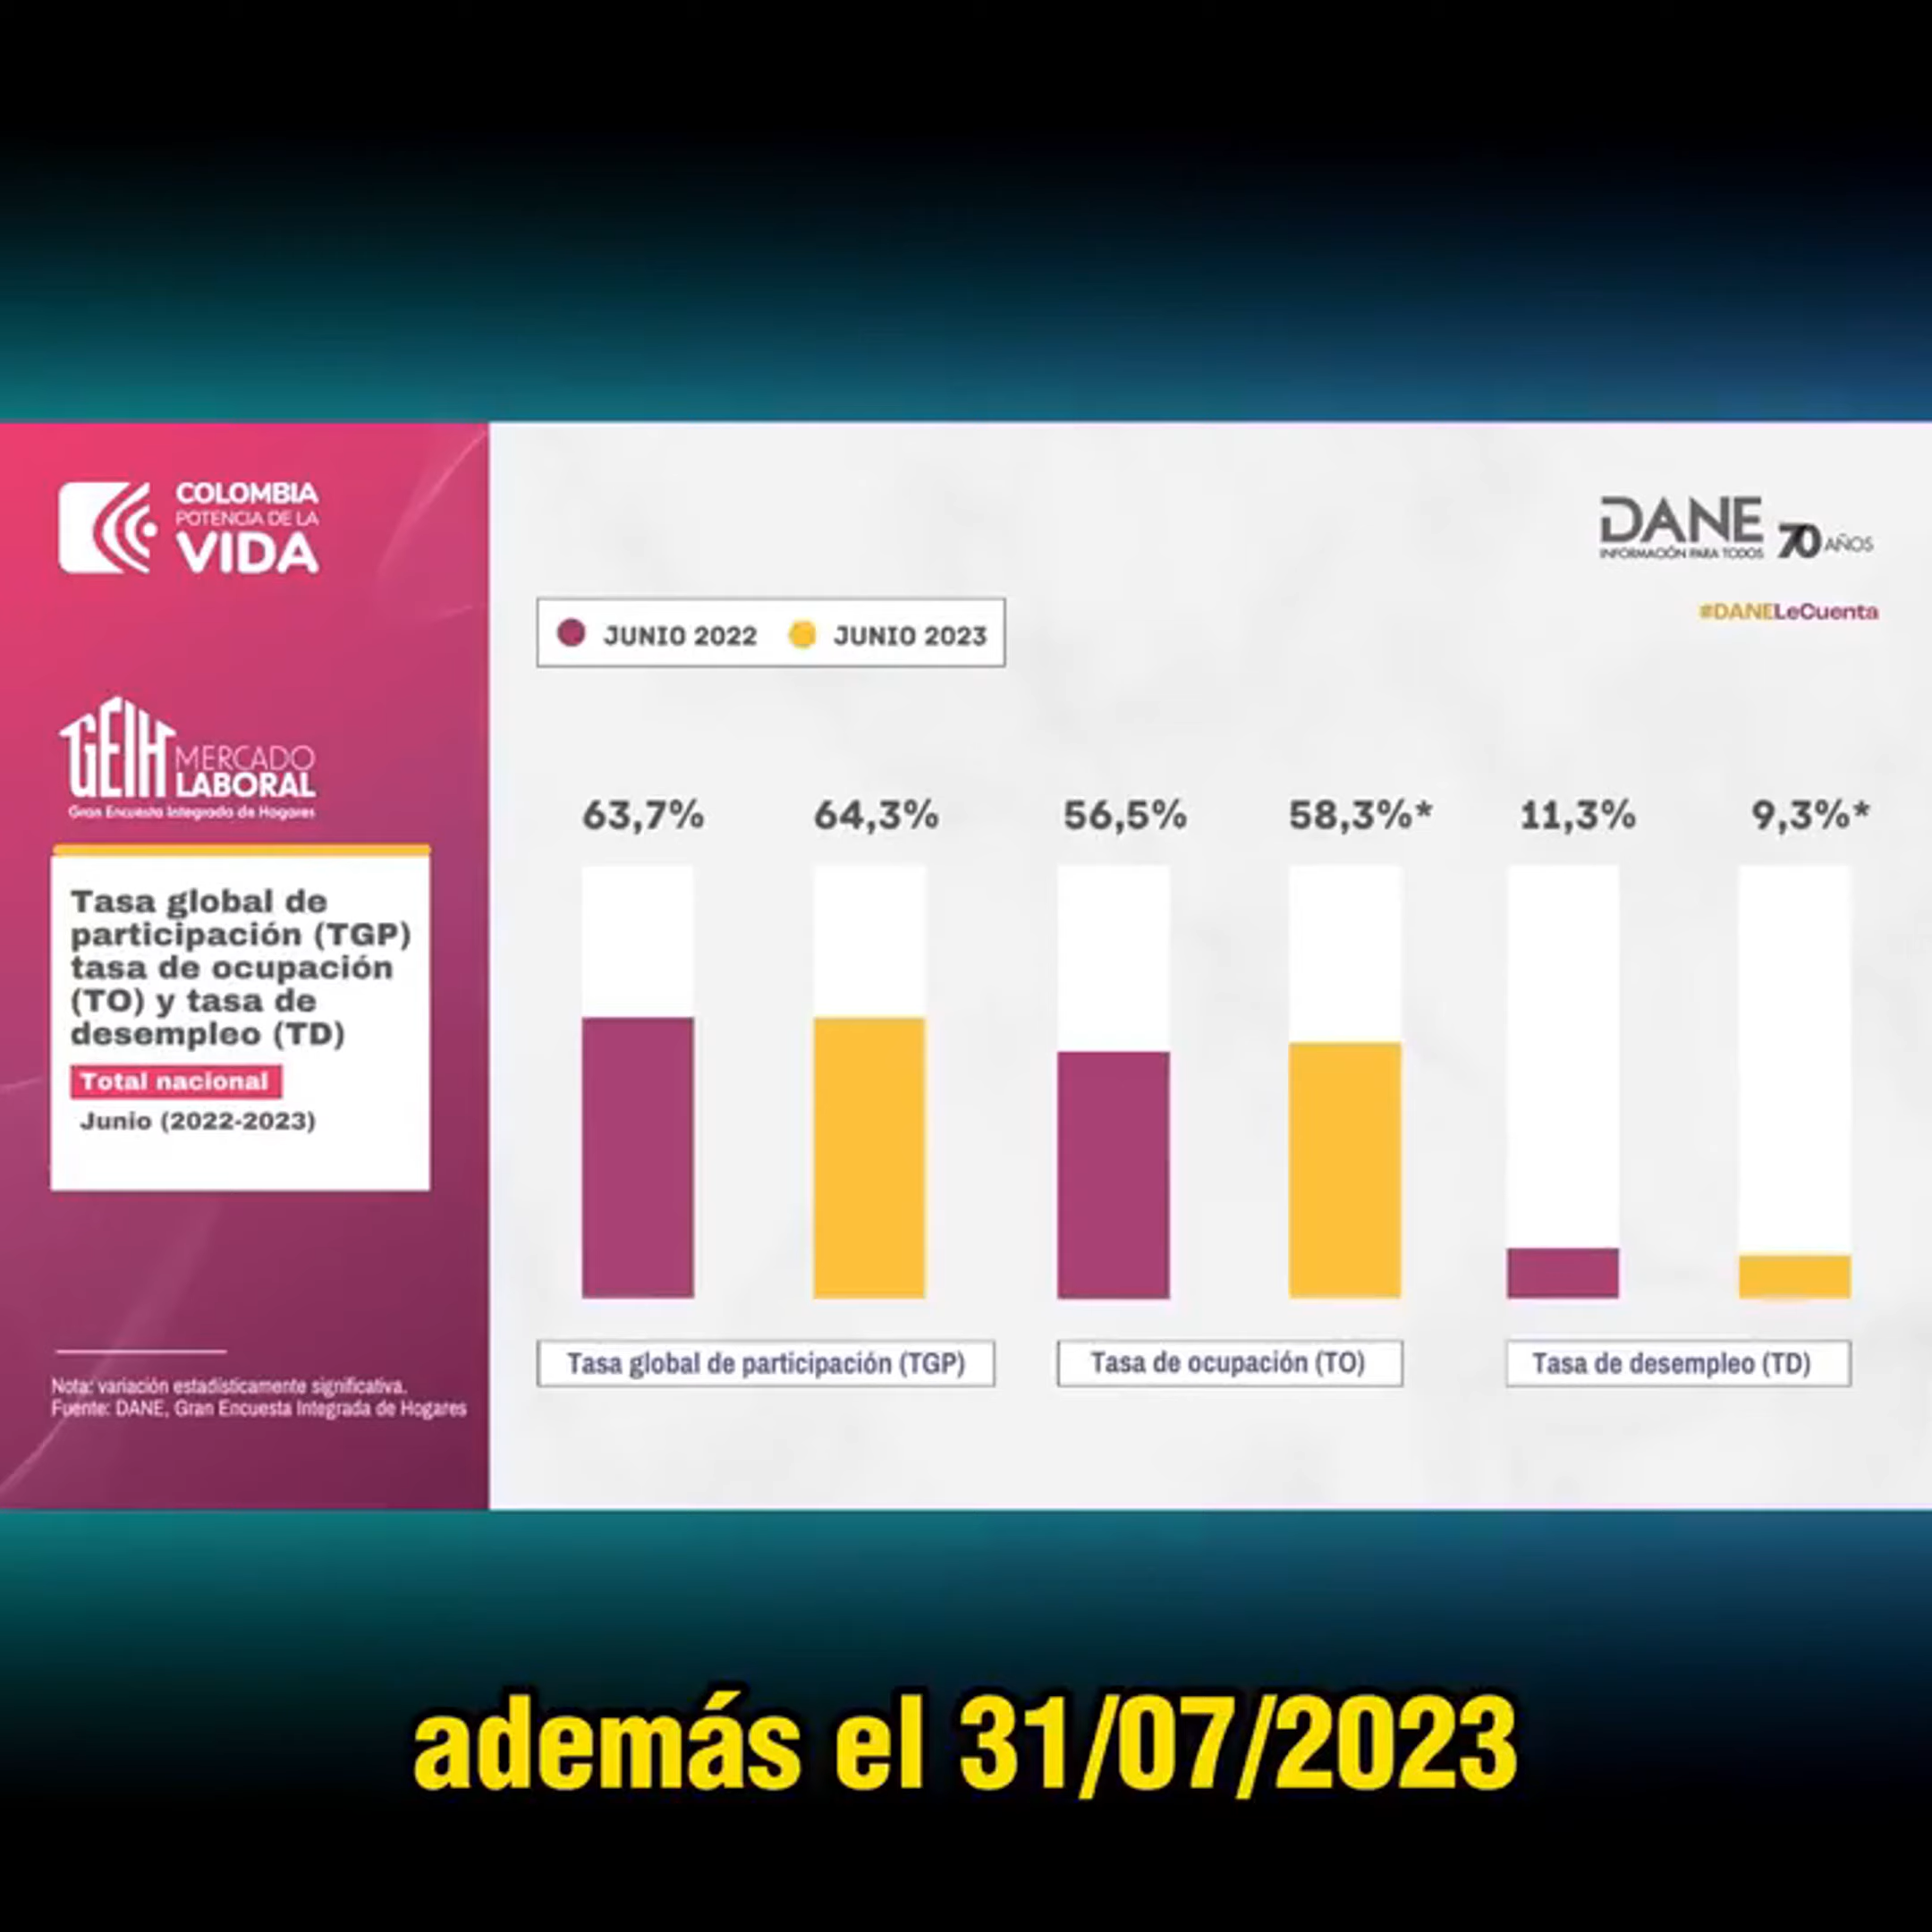 COLOMBIA
POTENCIA DE LA
VIDA
DANE
INFORMACIÓN PARA TODOS
70 AÑOS
#DANELeCuenta
JUNIO 2022 JUNIO 2023
GEIH MERCADO
LABORAL
Gran Encuesta Integrada de Hogares
Tasa global de
participación (TGP)
tasa de ocupación
(TO) y tasa de
desempleo (TD)
Total nacional
Junio (2022-2023)
63,7% 64,3% 56,5% 58,3%* 11,3% 9,3%*
Tasa global de participación (TGP) Tasa de ocupación (TO) Tasa de desempleo (TD)
Nota: variación estadísticamente significativa.
Fuente: DANE, Gran Encuesta Integrada de Hogares
además el 31/07/2023